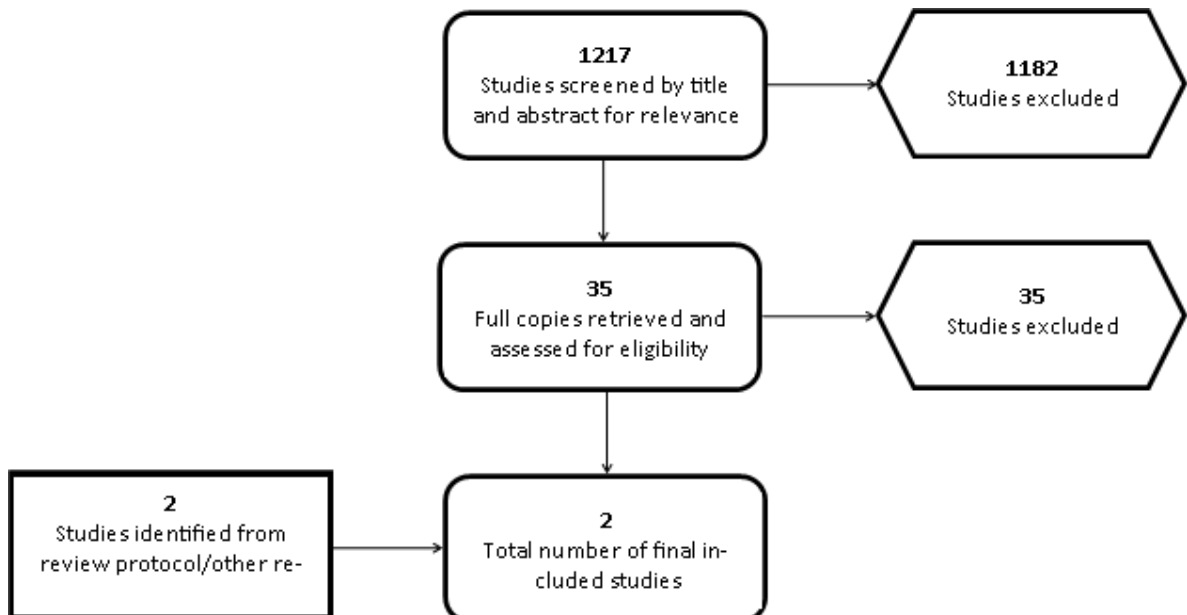 1217
Studies screened by title
and abstract for relevance
1182
Studies excluded
35
Full copies retrieved and
assessed for eligibility
35
Studies excluded
2
Studies identified from
review protocol/other re-
2
Total number of final in-
cluded studies